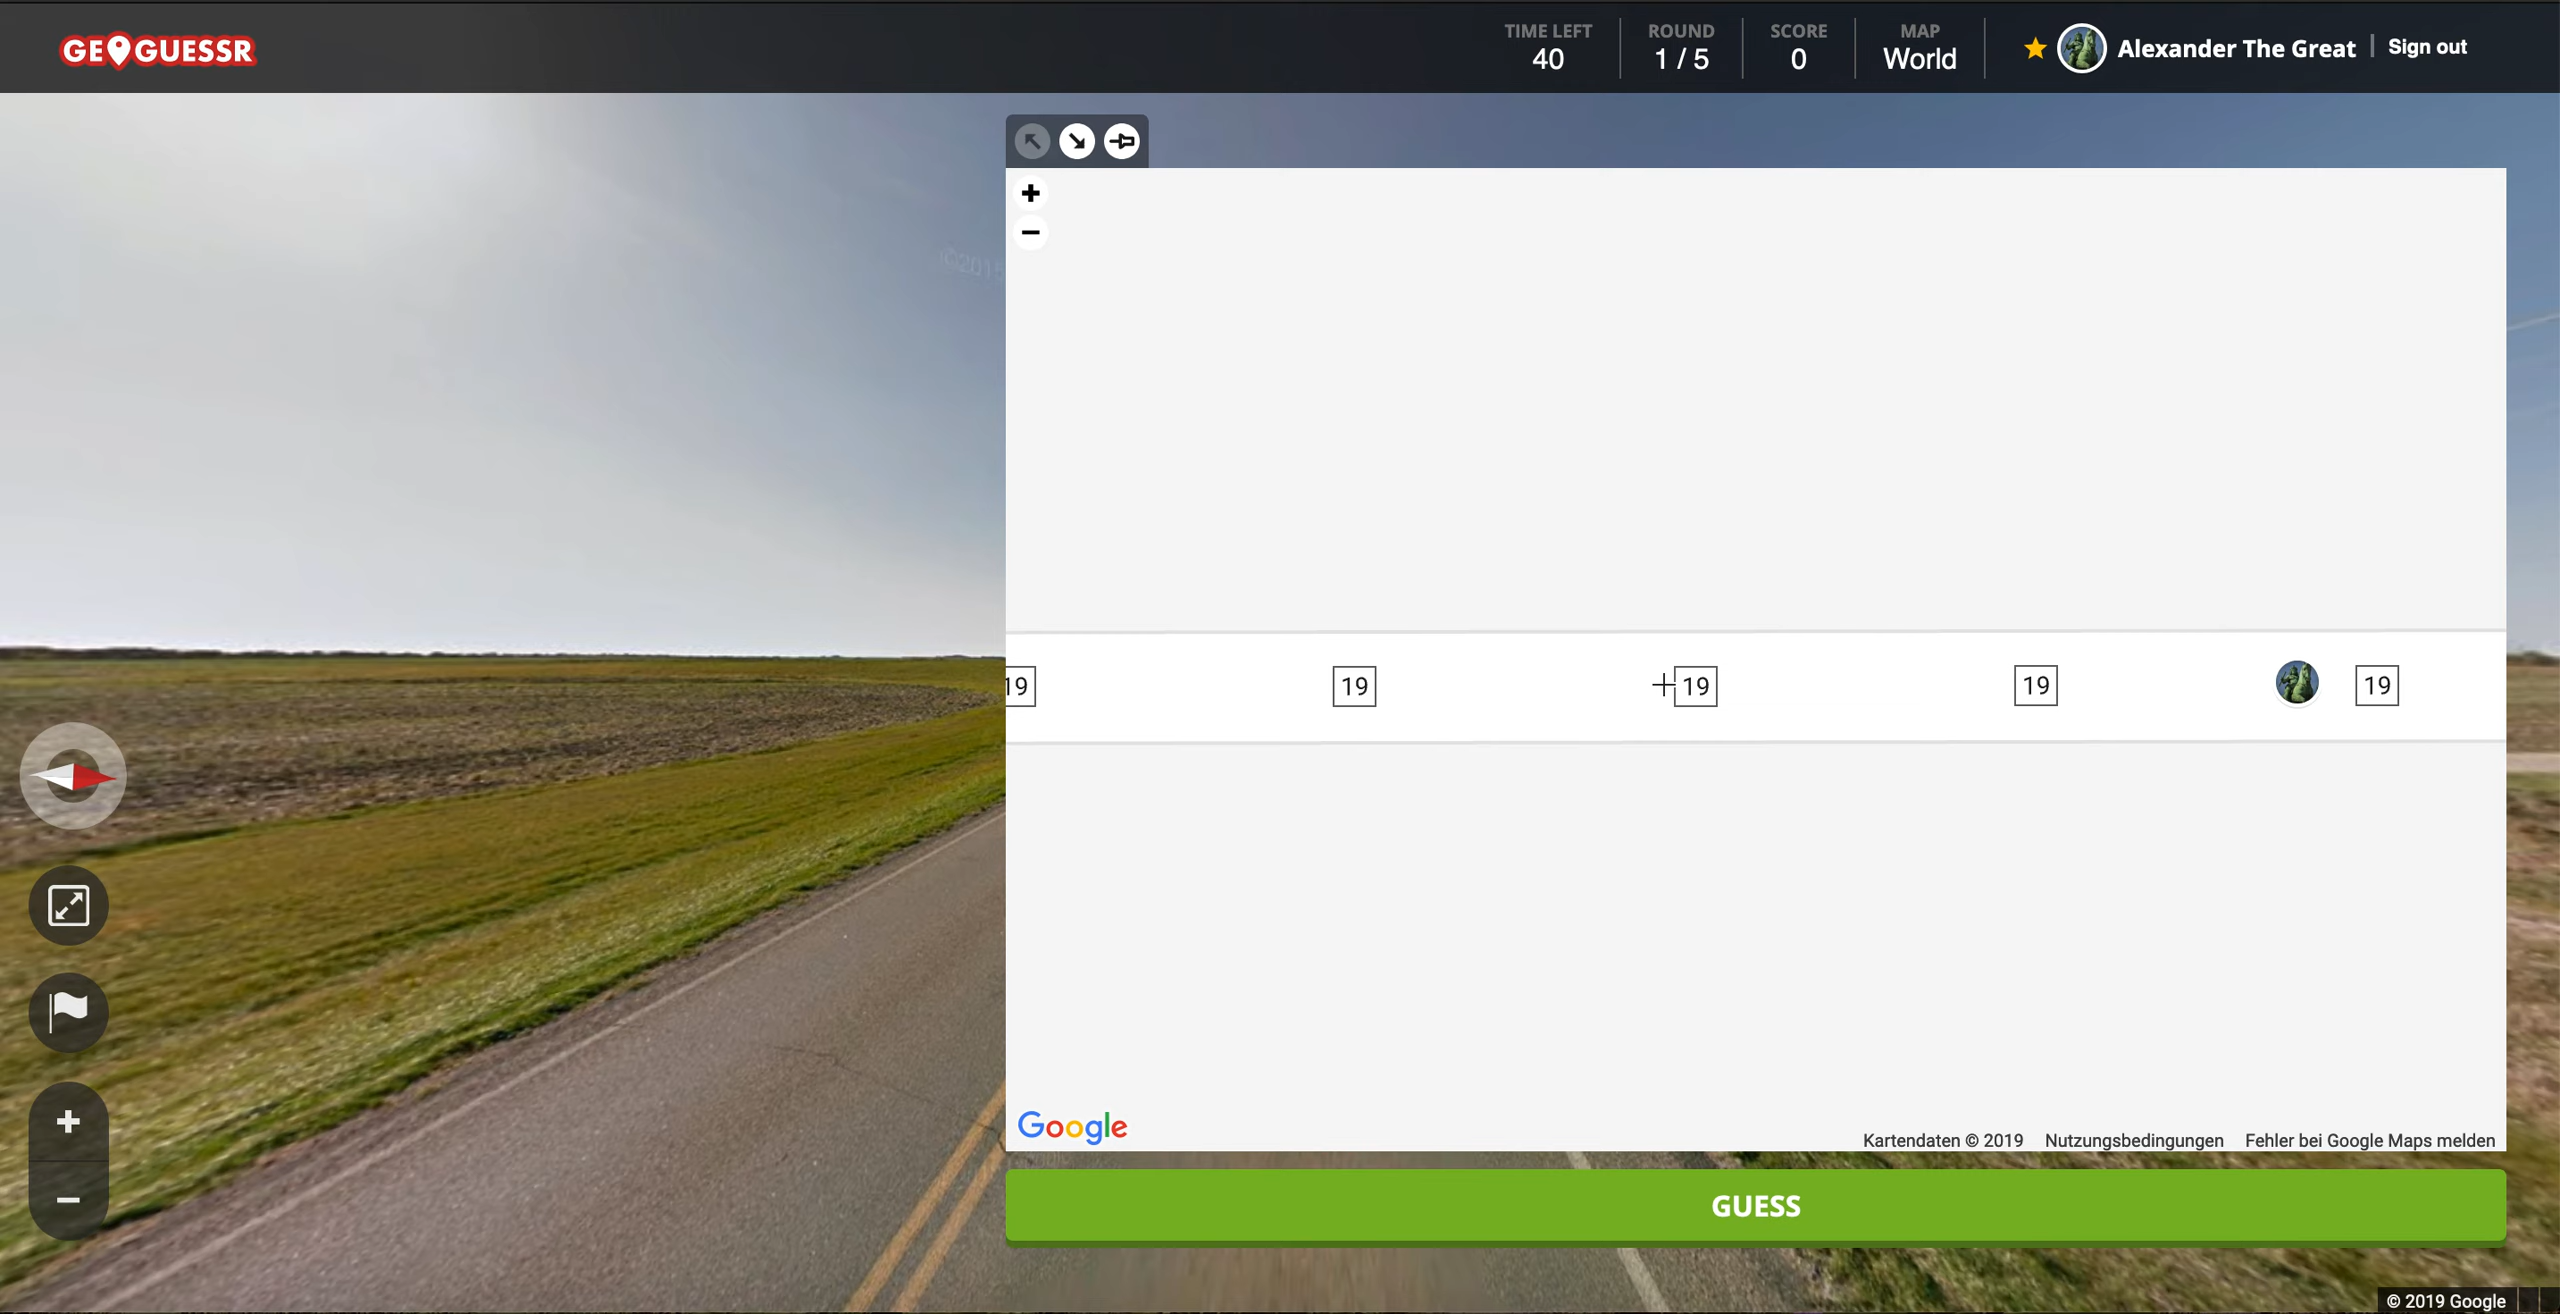 GEOGUESSR
TIME LEFT
40
ROUND
1 / 5
SCORE
0
MAP
World
Alexander The Great
Sign out
©2015
19
19
19
19
19
Google
Kartendaten © 2019
Nutzungsbedingungen
Fehler bei Google Maps melden
GUESS
© 2019 Google